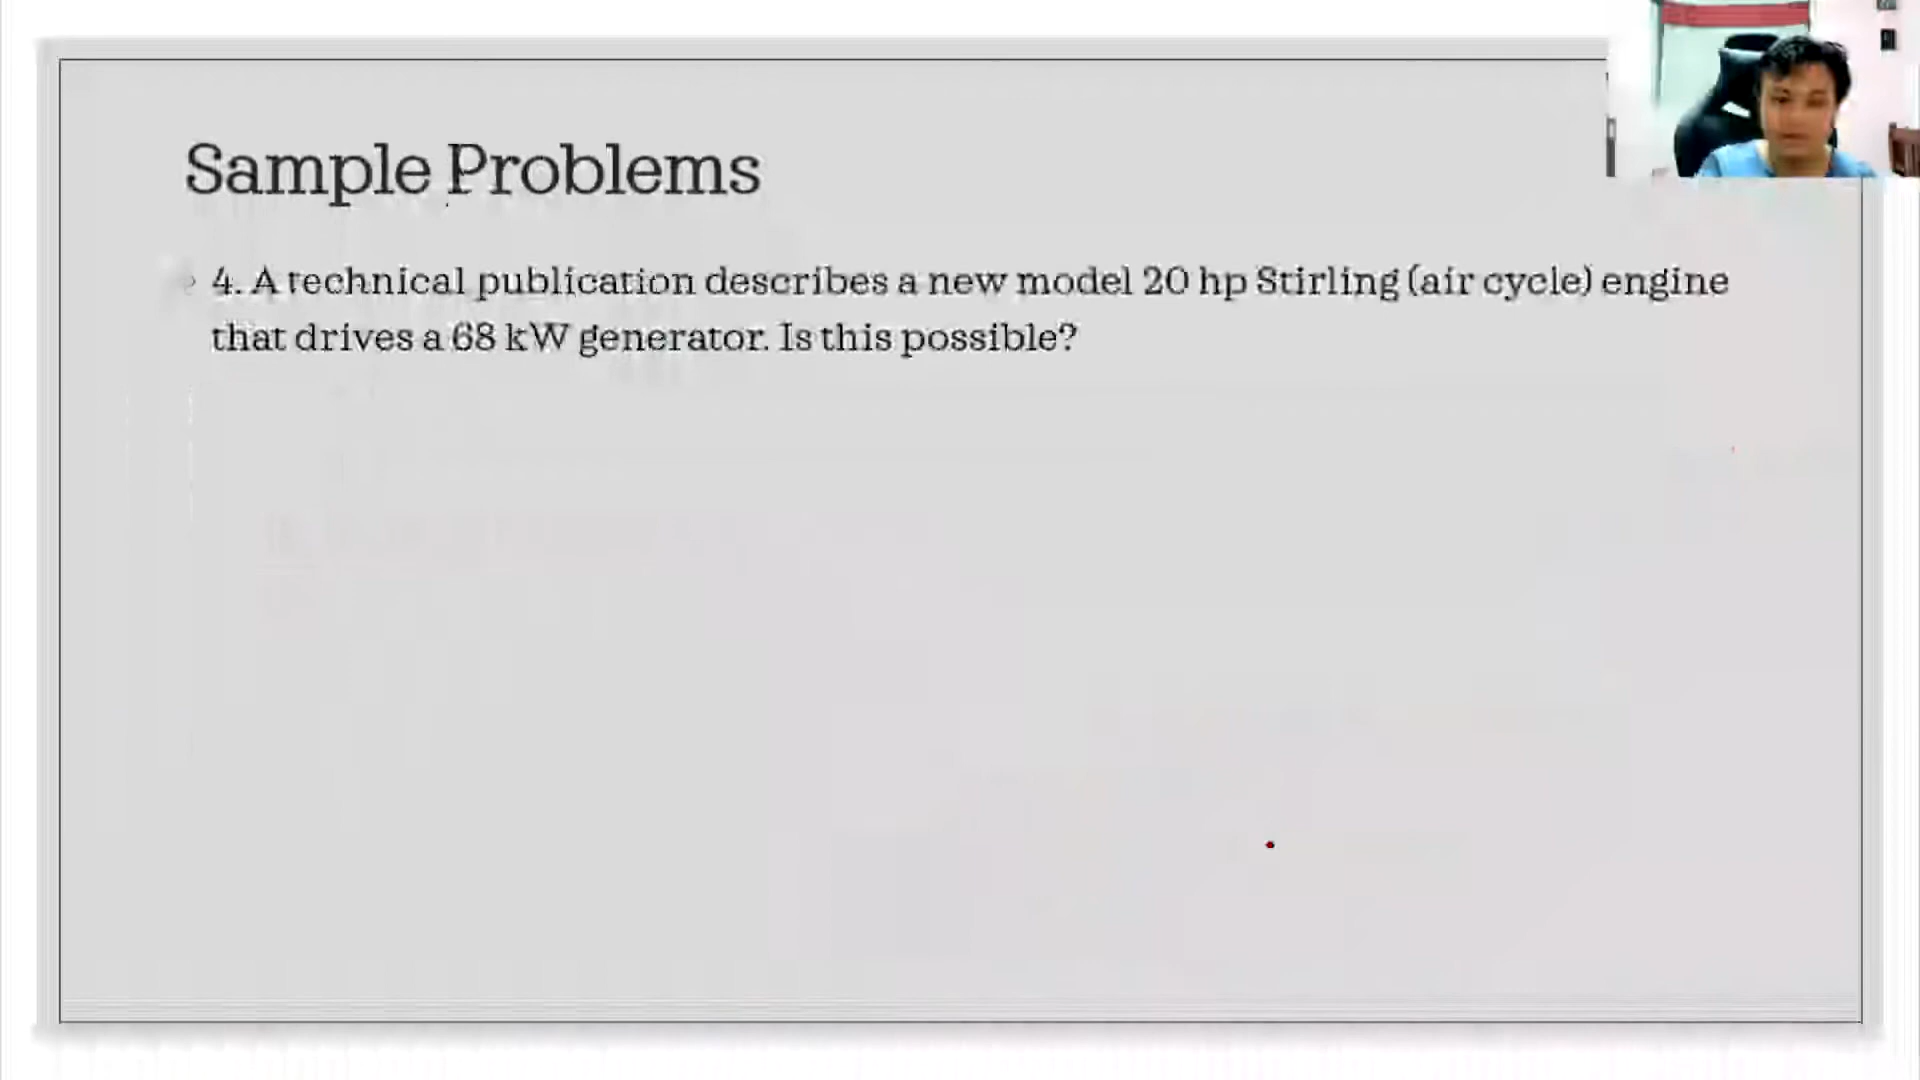 Sample Problems
4. A technical publication describes a new model 20 hp Stirling (air cycle) engine
that drives a 68 kW generator. Is this possible?